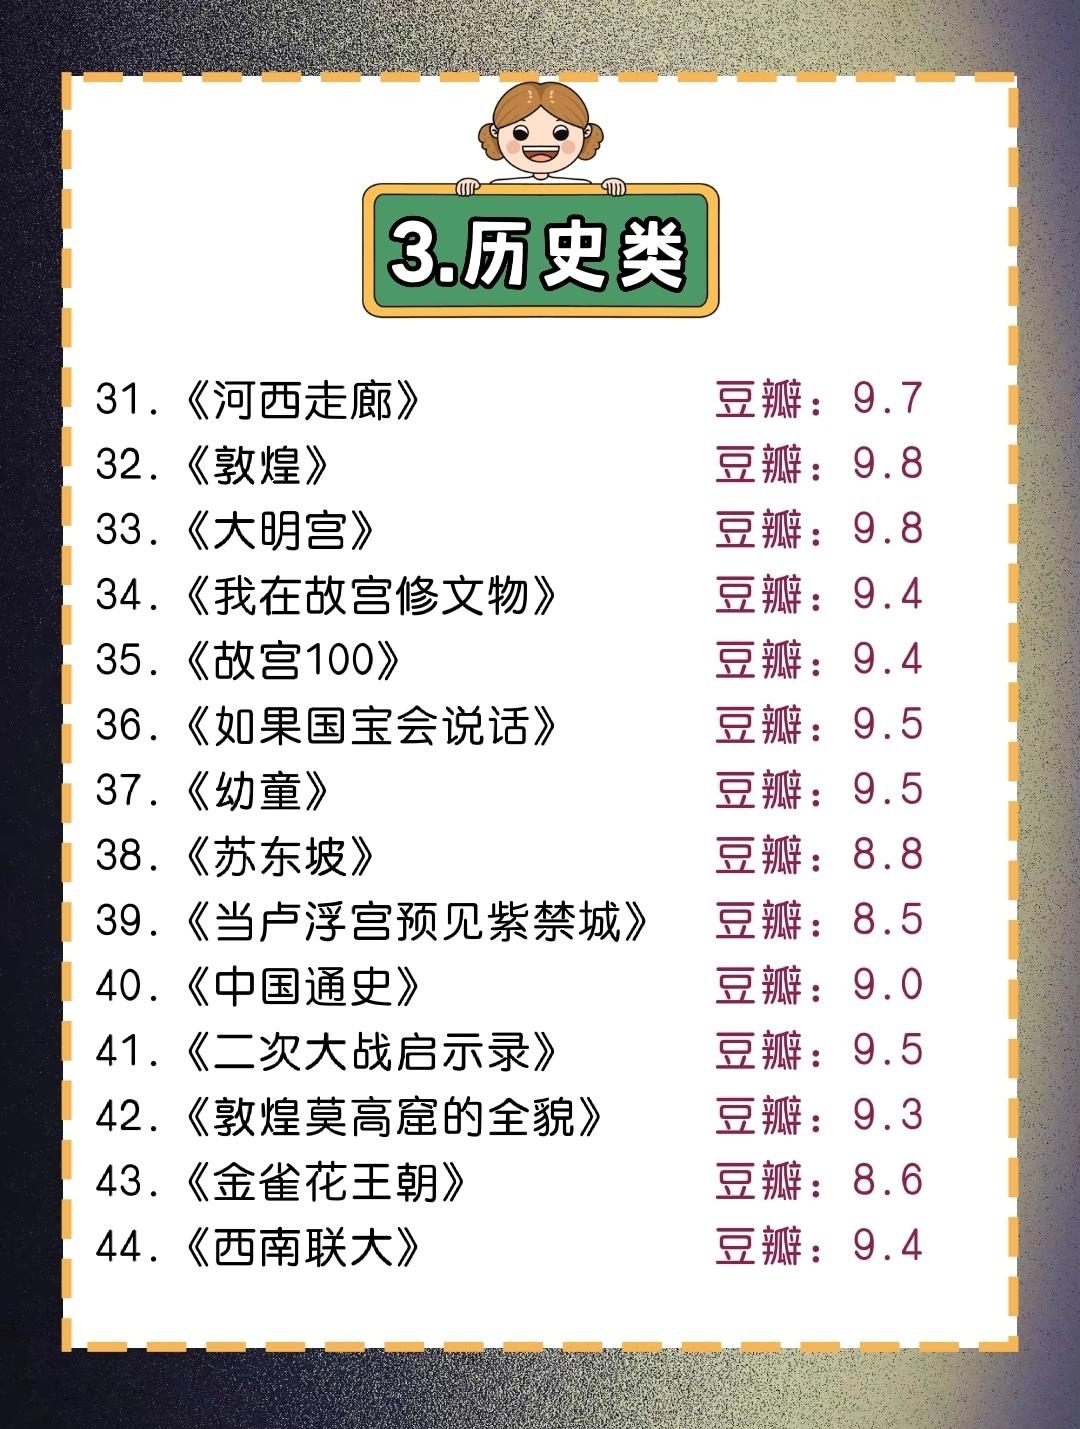 3.历史类
31.《河西走廊》 豆瓣：9.7
32.《敦煌》 豆瓣：9.8
33.《大明宫》 豆瓣：9.8
34.《我在故宫修文物》 豆瓣：9.4
35.《故宫100》 豆瓣：9.4
36.《如果国宝会说话》 豆瓣：9.5
37.《幼童》 豆瓣：9.5
38.《苏东坡》 豆瓣：8.8
39.《当卢浮宫预见紫禁城》 豆瓣：8.5
40.《中国通史》 豆瓣：9.0
41.《二次大战启示录》 豆瓣：9.5
42.《敦煌莫高窟的全貌》 豆瓣：9.3
43.《金雀花王朝》 豆瓣：8.6
44.《西南联大》 豆瓣：9.4